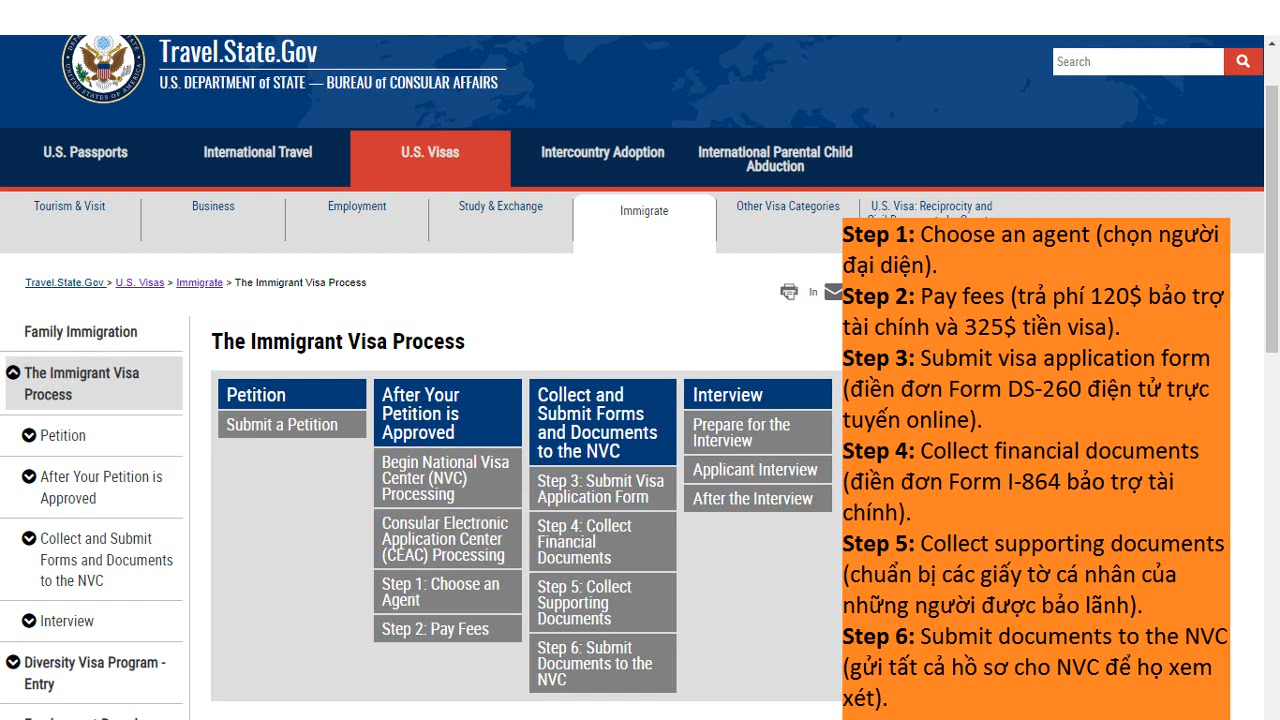 Travel.State.Gov
U.S. DEPARTMENT of STATE — BUREAU of CONSULAR AFFAIRS
Search
U.S. Passports
International Travel
U.S. Visas
Intercountry Adoption
International Parental Child
Abduction
Tourism & Visit
Business
Employment
Study & Exchange
Immigrate
Other Visa Categories
U.S. Visa: Reciprocity and
Travel.State.Gov > U.S. Visas > Immigrate > The Immigrant Visa Process
In
Family Immigration
The Immigrant Visa
Process
Petition
After Your Petition is
Approved
Collect and Submit
Forms and Documents
to the NVC
Interview
Diversity Visa Program -
Entry
The Immigrant Visa Process
Petition
Submit a Petition
After Your
Petition is
Approved
Begin National Visa
Center (NVC)
Processing
Consular Electronic
Application Center
(CEAC) Processing
Step 1: Choose an
Agent
Step 2: Pay Fees
Collect and
Submit Forms
and Documents
to the NVC
Step 3: Submit Visa
Application Form
Step 4: Collect
Financial
Documents
Step 5: Collect
Supporting
Documents
Step 6: Submit
Documents to the
NVC
Interview
Prepare for the
Interview
Applicant Interview
After the Interview
Step 1: Choose an agent (chọn người
đại diện).
Step 2: Pay fees (trả phí 120$ bảo trợ
tài chính và 325$ tiền visa).
Step 3: Submit visa application form
(điền đơn Form DS-260 điện tử trực
tuyến online).
Step 4: Collect financial documents
(điền đơn Form I-864 bảo trợ tài
chính).
Step 5: Collect supporting documents
(chuẩn bị các giấy tờ cá nhân của
những người được bảo lãnh).
Step 6: Submit documents to the NVC
(gửi tất cả hồ sơ cho NVC để họ xem
xét).